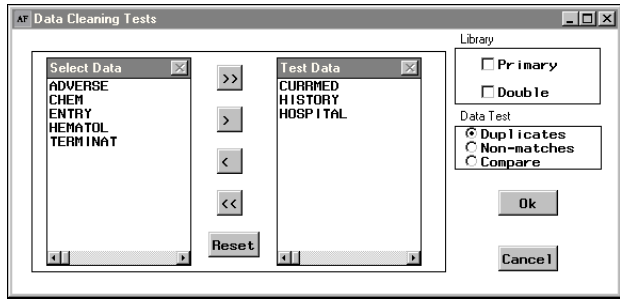 AF Data Cleaning Tests
Library
Select Data
Test Data
Primary
Double
ADVERSE
CHEM
ENTRY
HEMATOL
TERMINAT
>>
>
<
<<
Reset
CURRMED
HISTORY
HOSPITAL
Data Test
Duplicates
Non-matches
Compare
Ok
Cancel